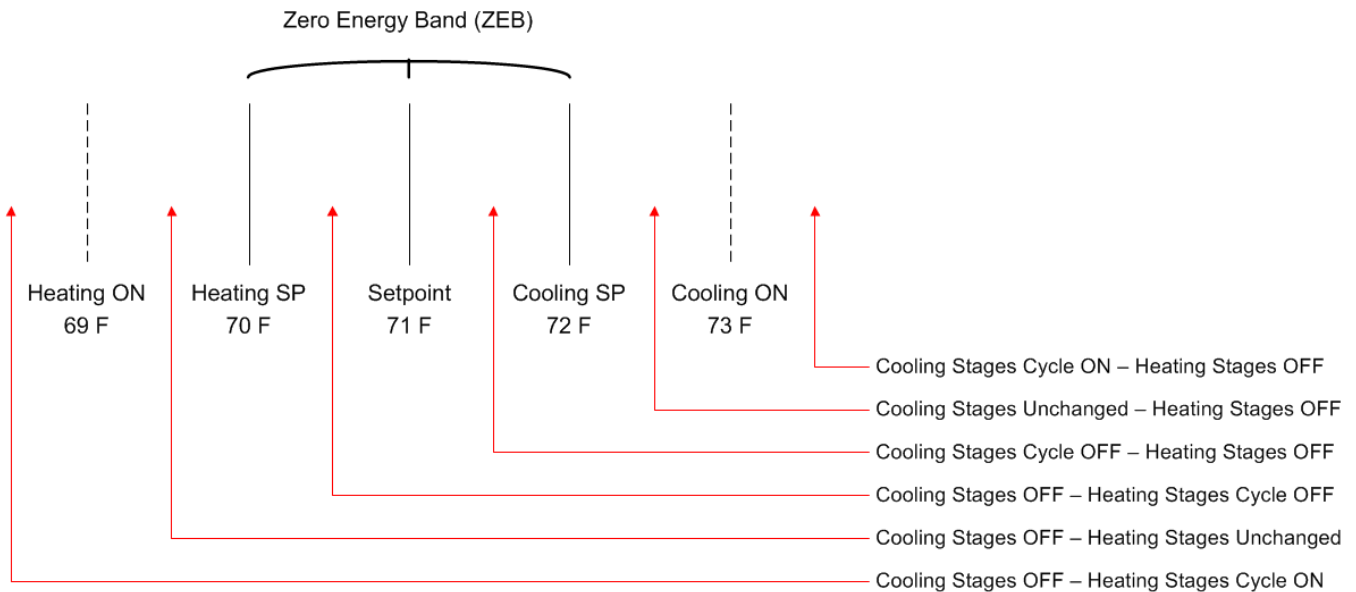 Zero Energy Band (ZEB)
Heating ON
69 F
Heating SP
70 F
Setpoint
71 F
Cooling SP
72 F
Cooling ON
73 F
Cooling Stages Cycle ON – Heating Stages OFF
Cooling Stages Unchanged – Heating Stages OFF
Cooling Stages Cycle OFF – Heating Stages OFF
Cooling Stages OFF – Heating Stages Cycle OFF
Cooling Stages OFF – Heating Stages Unchanged
Cooling Stages OFF – Heating Stages Cycle ON